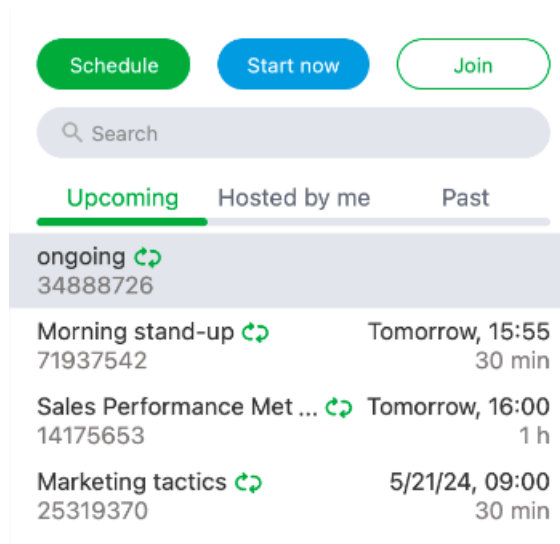 Schedule Start now Join
Search
Upcoming Hosted by me Past
ongoing
34888726
Morning stand-up Tomorrow, 15:55
71937542 30 min
Sales Performance Met ... Tomorrow, 16:00
14175653 1 h
Marketing tactics 5/21/24, 09:00
25319370 30 min